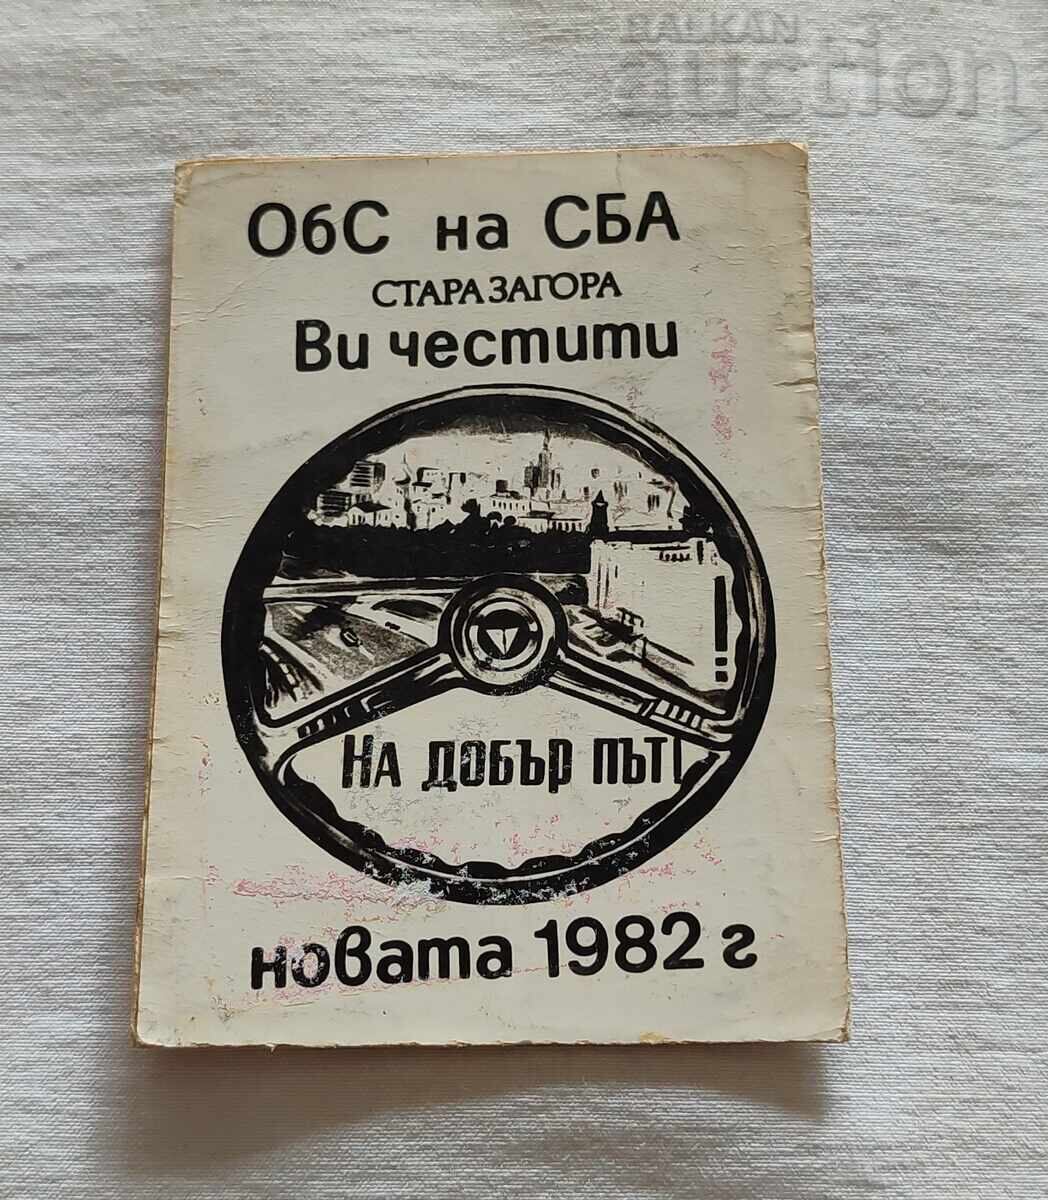 BALKAN
auction
ОбС на СБА
СТАРА ЗАГОРА
Ви честити
НА ДОБЪР ПЪТ!
новата 1982 г